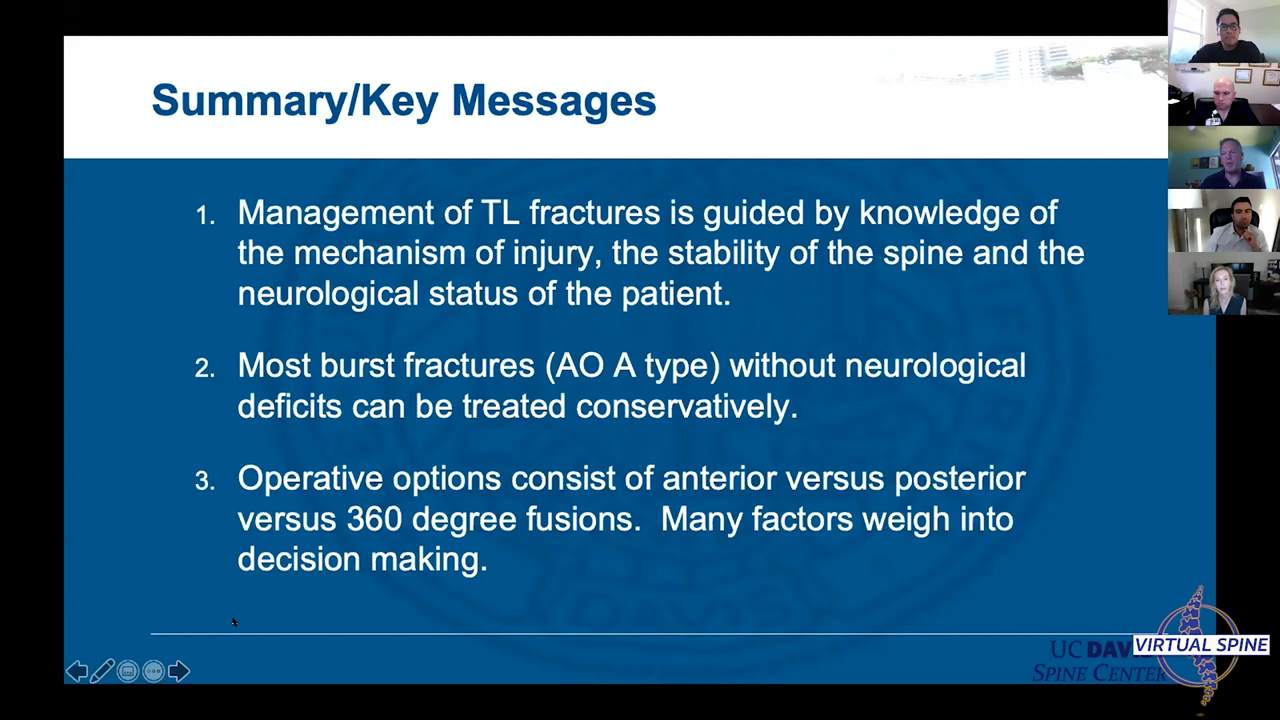 Summary/Key Messages
1. Management of TL fractures is guided by knowledge of
the mechanism of injury, the stability of the spine and the
neurological status of the patient.
2. Most burst fractures (AO A type) without neurological
deficits can be treated conservatively.
3. Operative options consist of anterior versus posterior
versus 360 degree fusions.  Many factors weigh into
decision making.
UC DAVI
SPINE CENTER
VIRTUAL SPINE